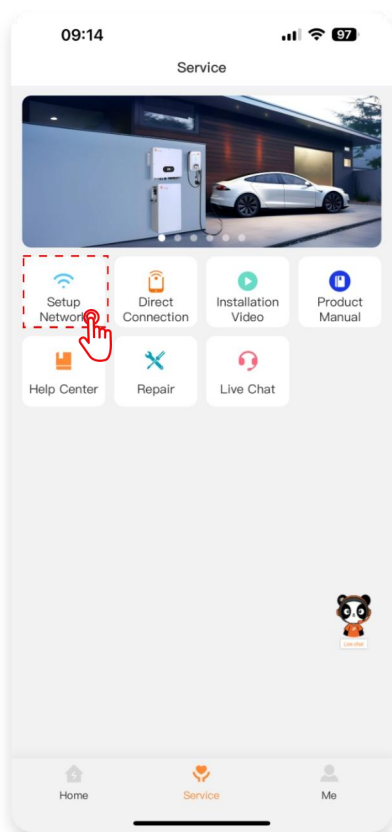 09:14
97
Service
Setup
Network
Direct
Connection
Installation
Video
Product
Manual
Help Center
Repair
Live Chat
Live chat
Home
Service
Me